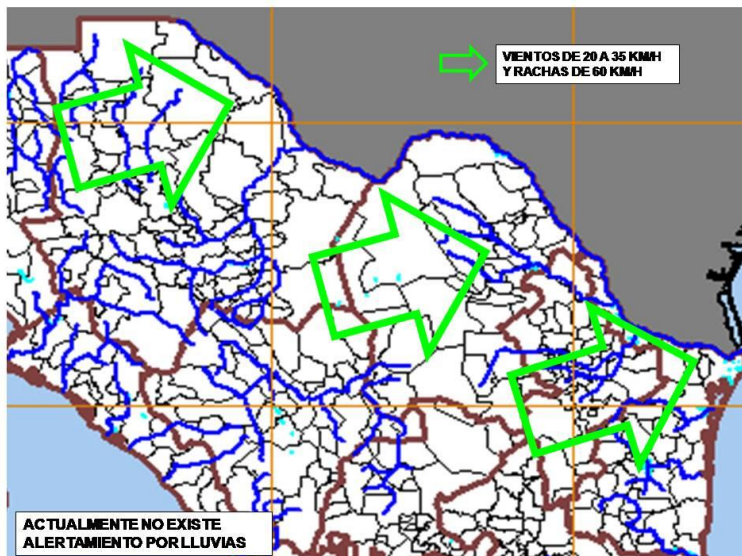 VIENTOS DE 20 A 35 KM/H
Y RACHAS DE 60 KM/H
ACTUALMENTE NO EXISTE
ALERTAMIENTO POR LLUVIAS